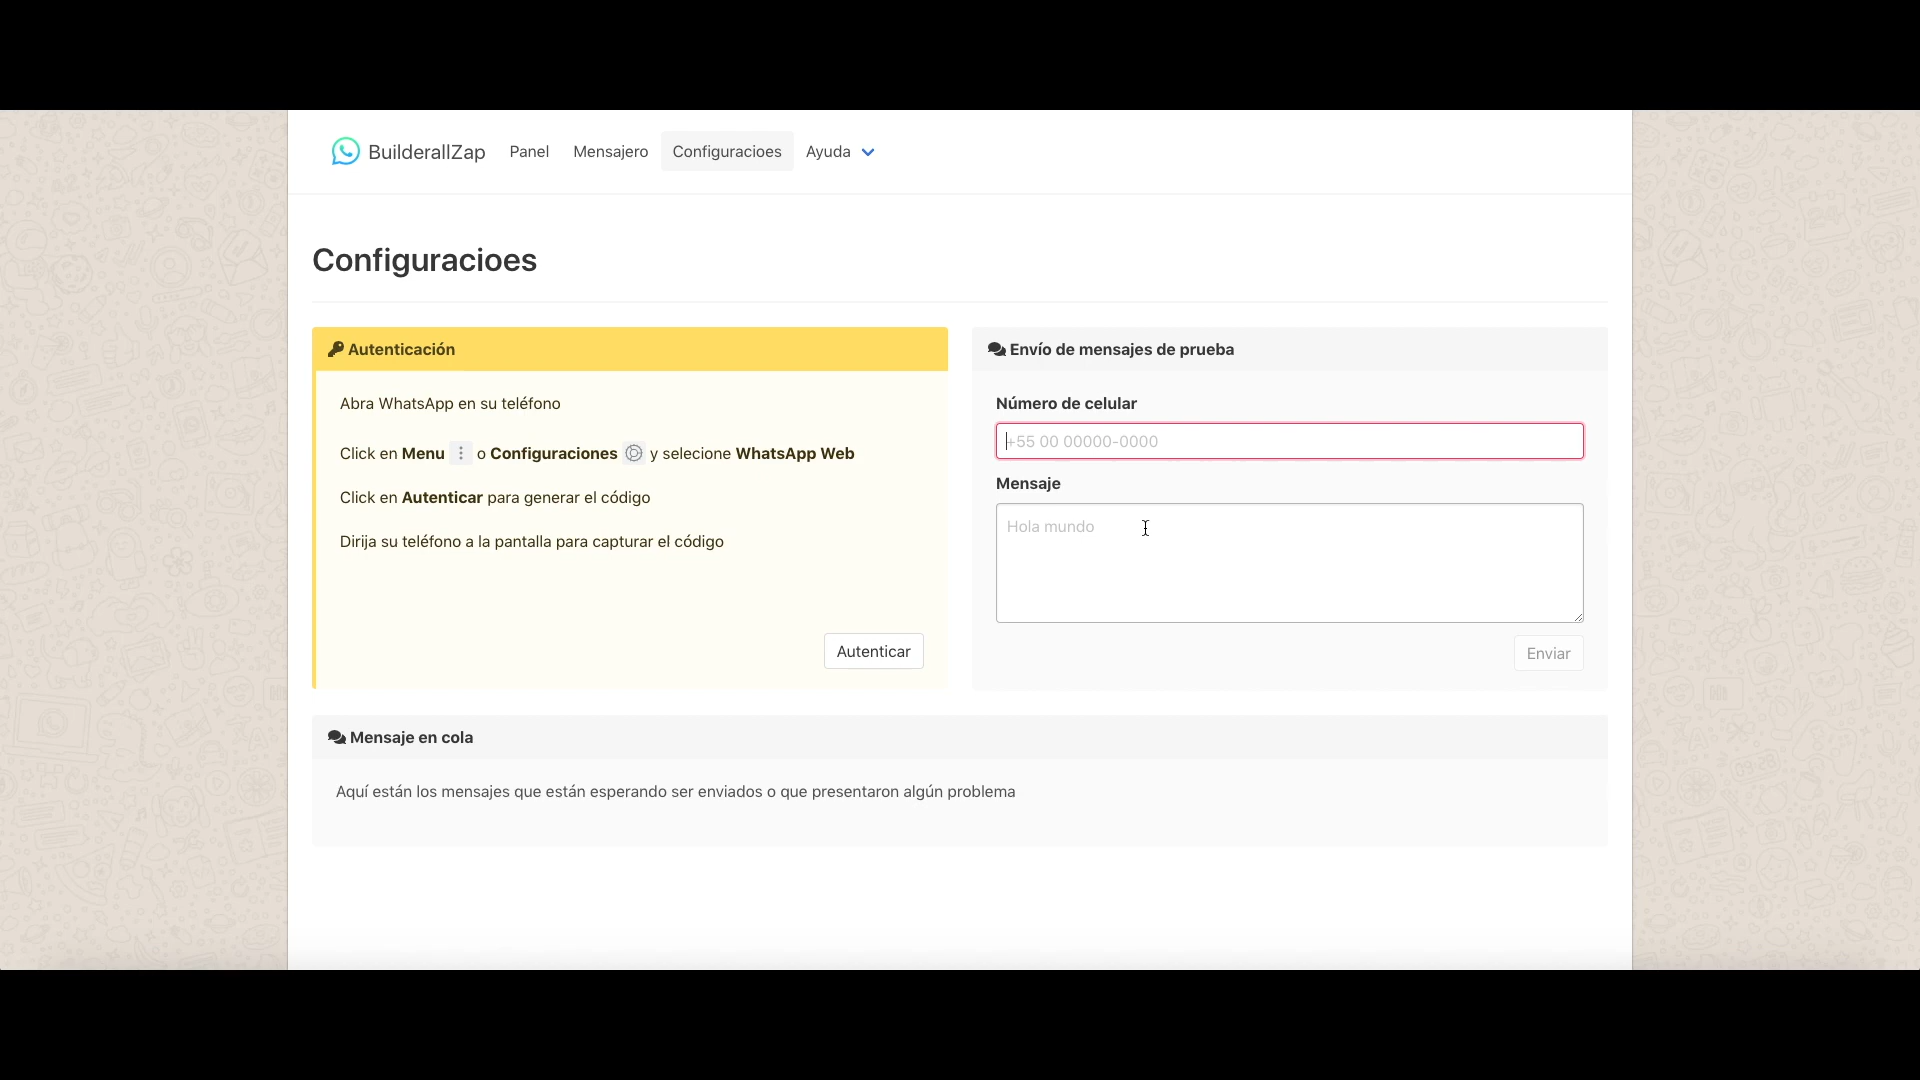 BuilderallZap Panel Mensajero Configuracioes Ayuda
Configuracioes
Autenticación
Abra WhatsApp en su teléfono
Click en Menu o Configuraciones y selecione WhatsApp Web
Click en Autenticar para generar el código
Dirija su teléfono a la pantalla para capturar el código
Autenticar
Envío de mensajes de prueba
Número de celular
+55 00 00000-0000
Mensaje
Hola mundo
Enviar
Mensaje en cola
Aquí están los mensajes que están esperando ser enviados o que presentaron algún problema